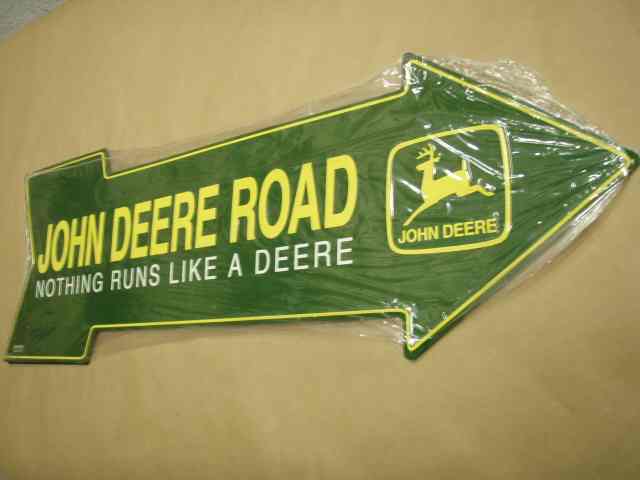 JOHN DEERE ROAD
NOTHING RUNS LIKE A DEERE
JOHN DEERE